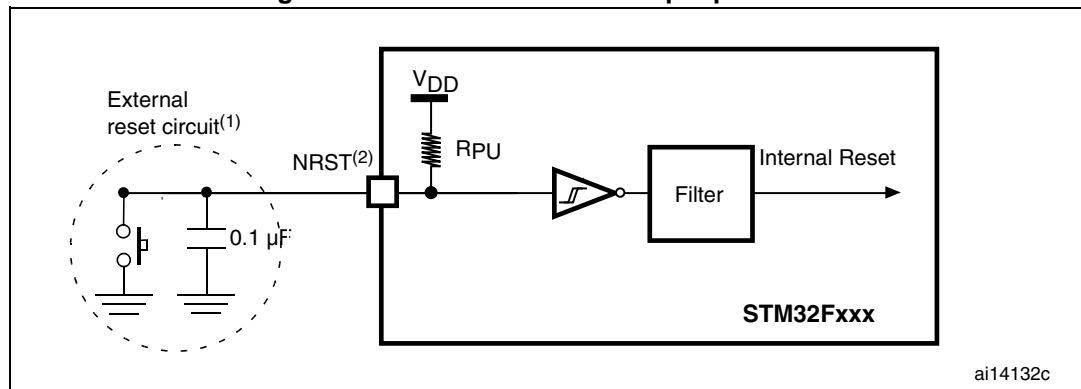 External
reset circuit(1)
VDD
RPU
NRST(2)
0.1 μF
Filter
Internal Reset
STM32Fxxx
ai14132c